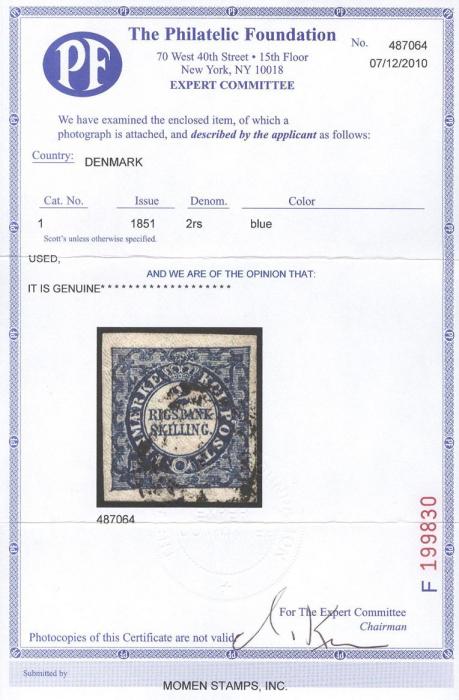 PF
The Philatelic Foundation
70 West 40th Street • 15th Floor
New York, NY 10018
EXPERT COMMITTEE
No. 487064
07/12/2010
We have examined the enclosed item, of which a
photograph is attached, and described by the applicant as follows:
Country: DENMARK
Cat. No. Issue Denom. Color
1 1851 2rs blue
Scott's unless otherwise specified.
USED,
AND WE ARE OF THE OPINION THAT:
IT IS GENUINE********************
RIGSBANK
SKILLING.
487064
F 199830
For The Expert Committee
Chairman
Photocopies of this Certificate are not valid
Submitted by
MOMEN STAMPS, INC.